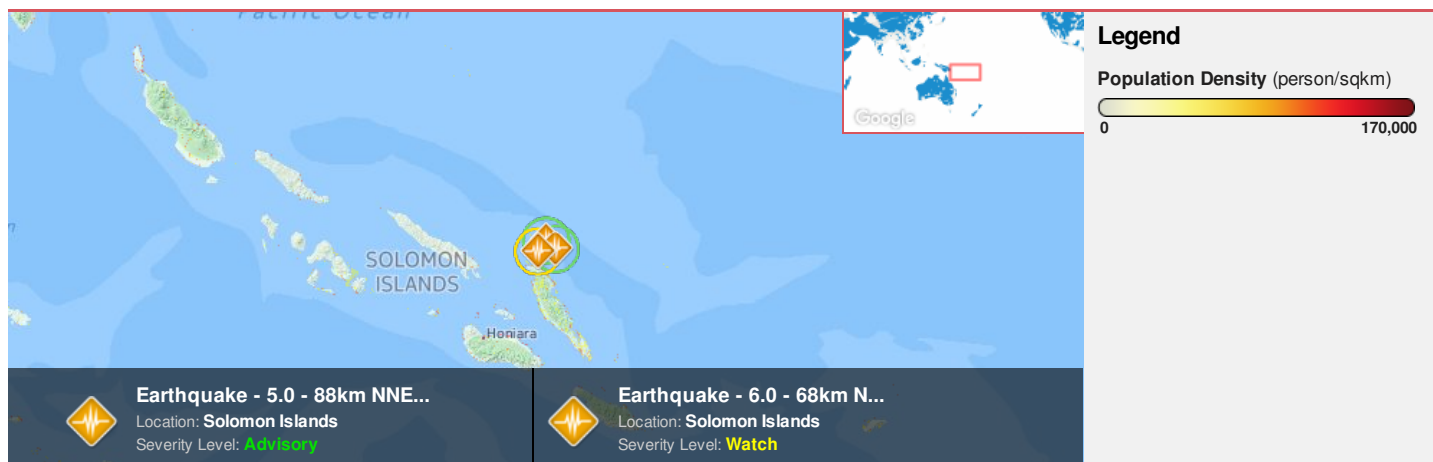 Pacific Ocean
SOLOMON
ISLANDS
Honiara
Google
Legend
Population Density (person/sqkm)
0
170,000
Earthquake - 5.0 - 88km NNE...
Location: Solomon Islands
Severity Level: Advisory
Earthquake - 6.0 - 68km N...
Location: Solomon Islands
Severity Level: Watch